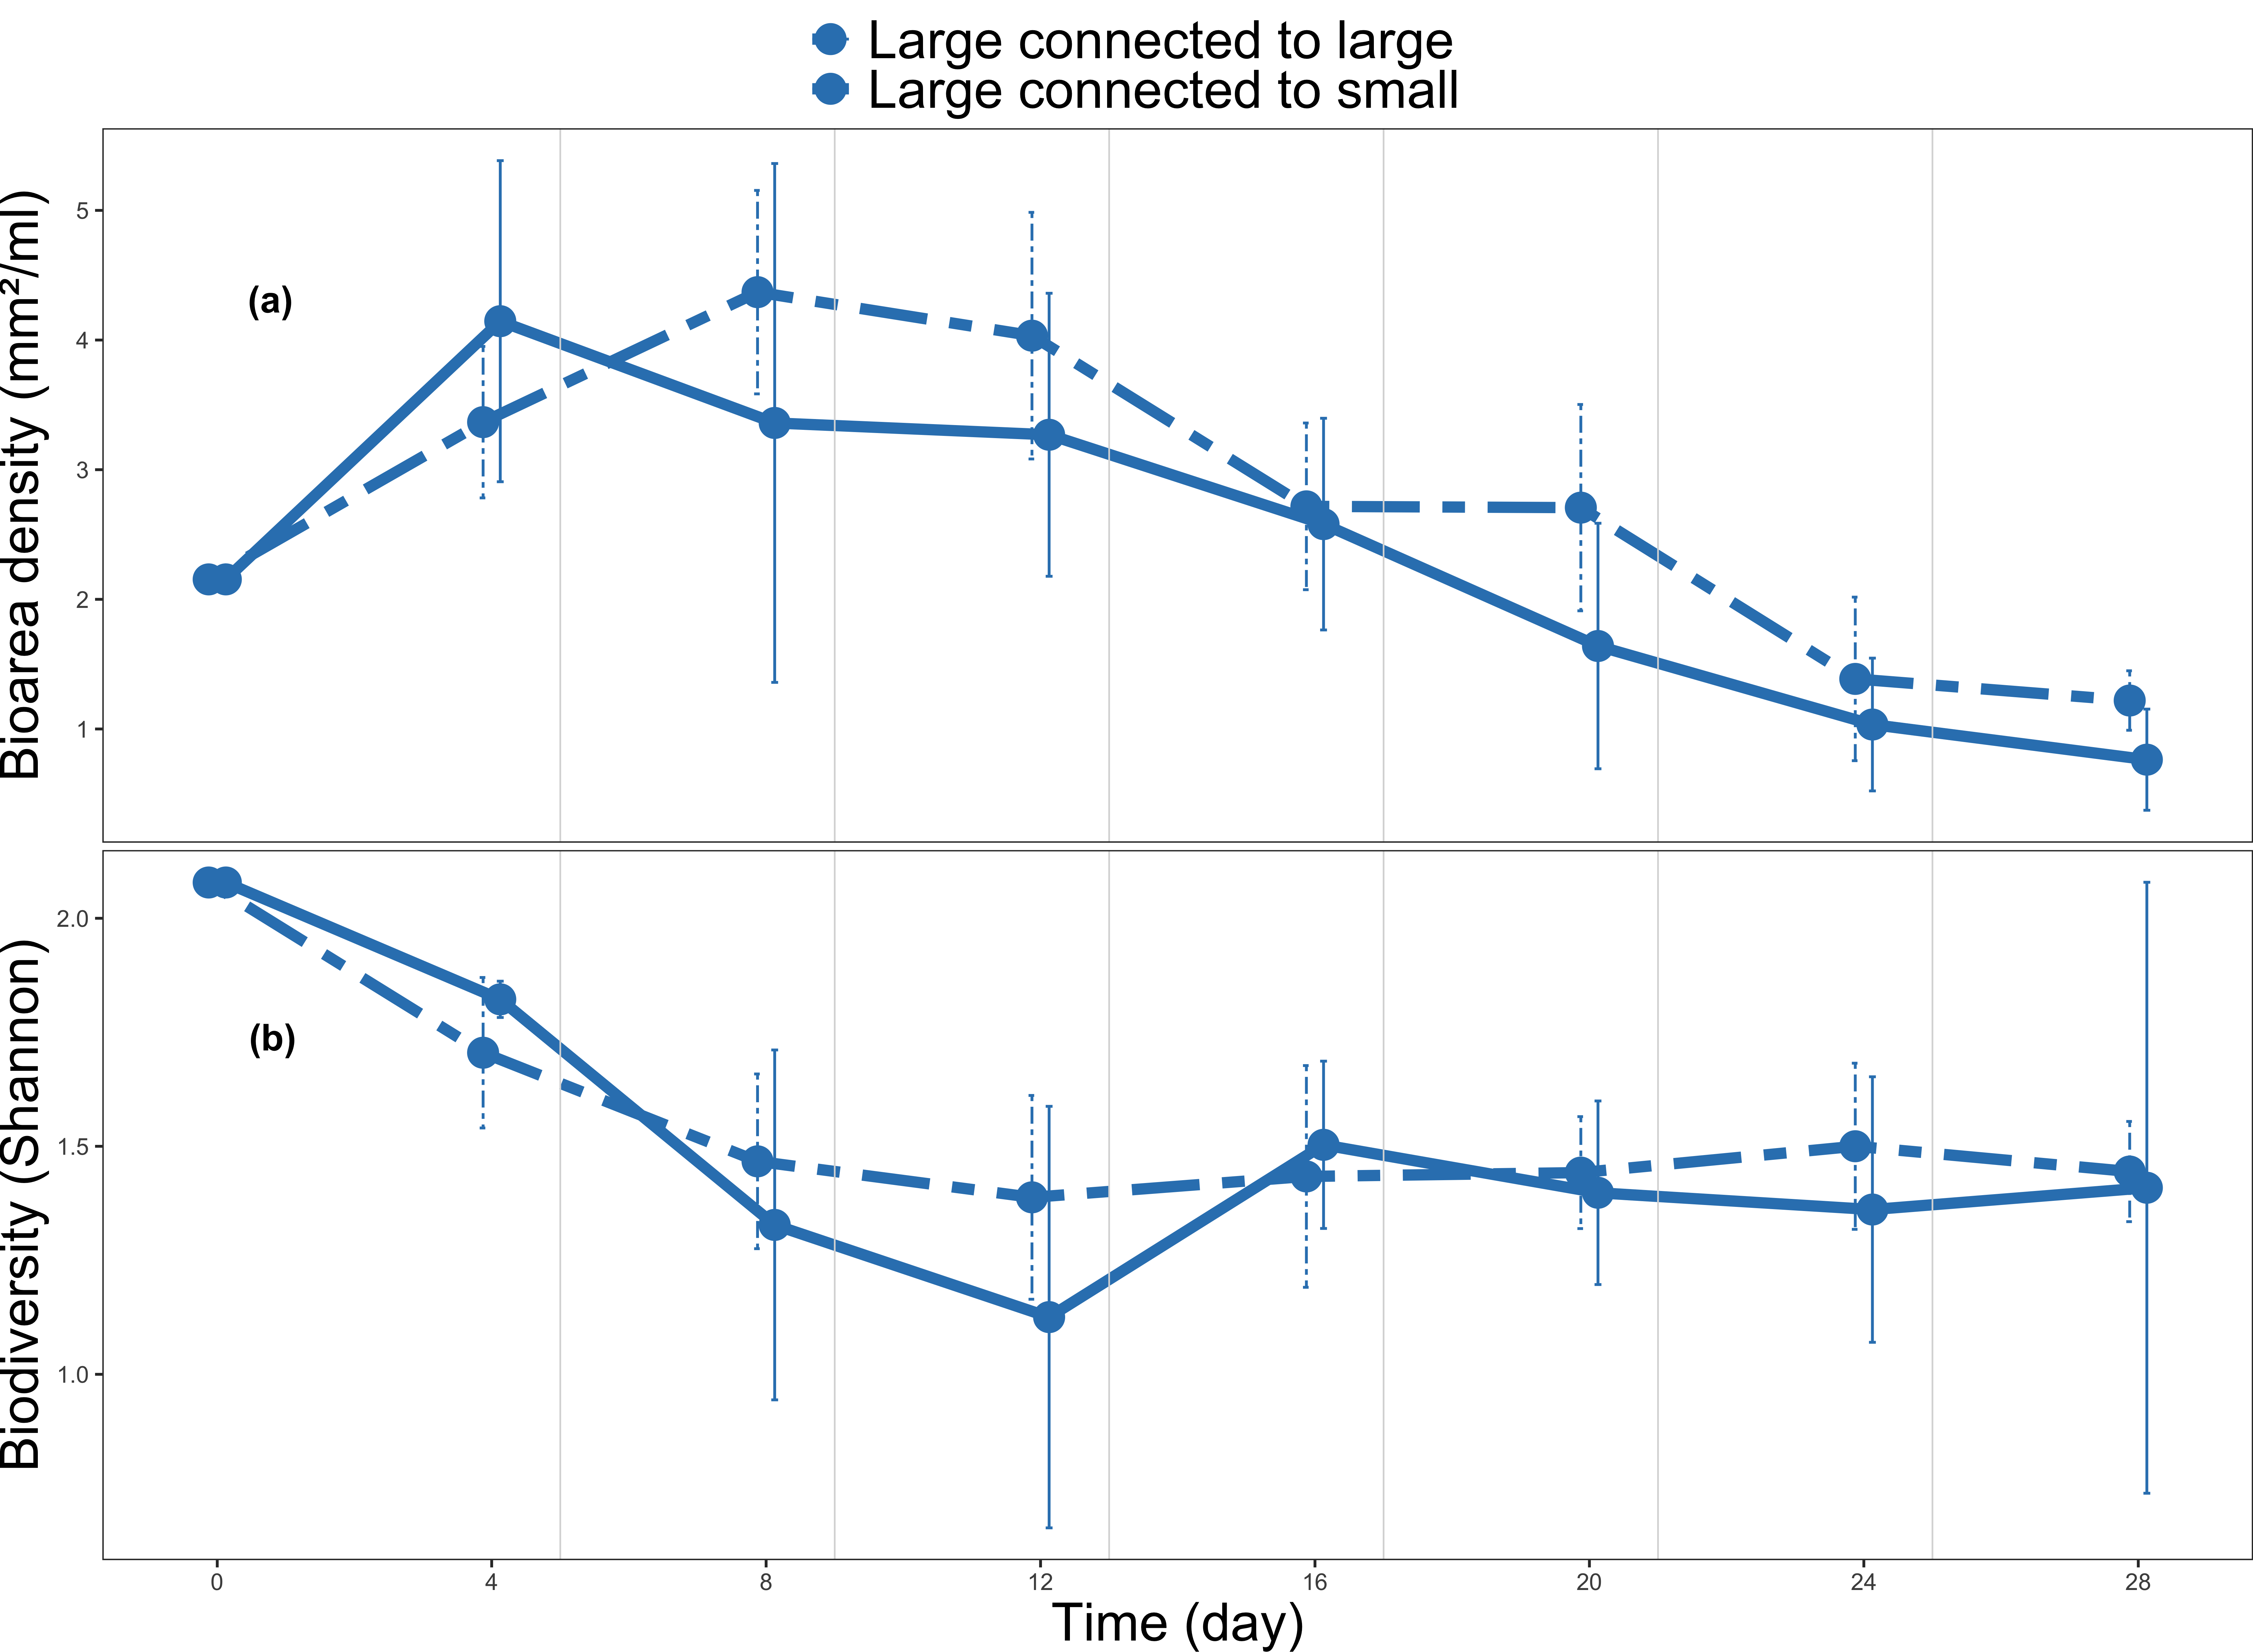 Large connected to large
Large connected to small
Bioarea density (mm²/ml)
5
4
3
2
1
(a)
Biodiversity (Shannon)
2.0
1.5
1.0
(b)
0 4 8 12 16 20 24 28
Time (day)